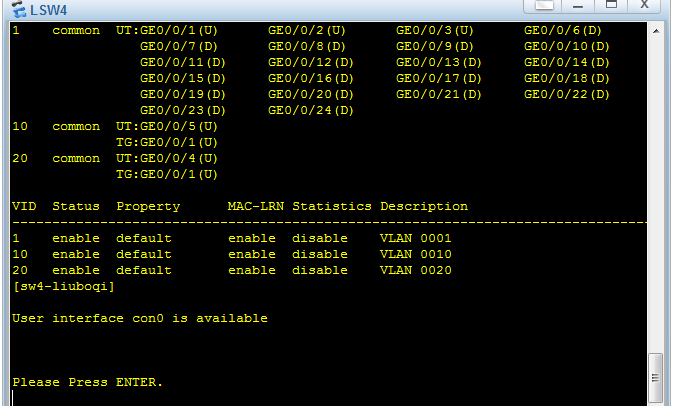 LSW4
1 common UT:GE0/0/1(U) GE0/0/2(U) GE0/0/3(U) GE0/0/6(D)
GE0/0/7(D) GE0/0/8(D) GE0/0/9(D) GE0/0/10(D)
GE0/0/11(D) GE0/0/12(D) GE0/0/13(D) GE0/0/14(D)
GE0/0/15(D) GE0/0/16(D) GE0/0/17(D) GE0/0/18(D)
GE0/0/19(D) GE0/0/20(D) GE0/0/21(D) GE0/0/22(D)
GE0/0/23(D) GE0/0/24(D)
10 common UT:GE0/0/5(U)
TG:GE0/0/1(U)
20 common UT:GE0/0/4(U)
TG:GE0/0/1(U)
VID Status Property MAC-LRN Statistics Description
--------------------------------------------------------------------------------
1 enable default enable disable VLAN 0001
10 enable default enable disable VLAN 0010
20 enable default enable disable VLAN 0020
[sw4-liuboqi]
User interface con0 is available
Please Press ENTER.